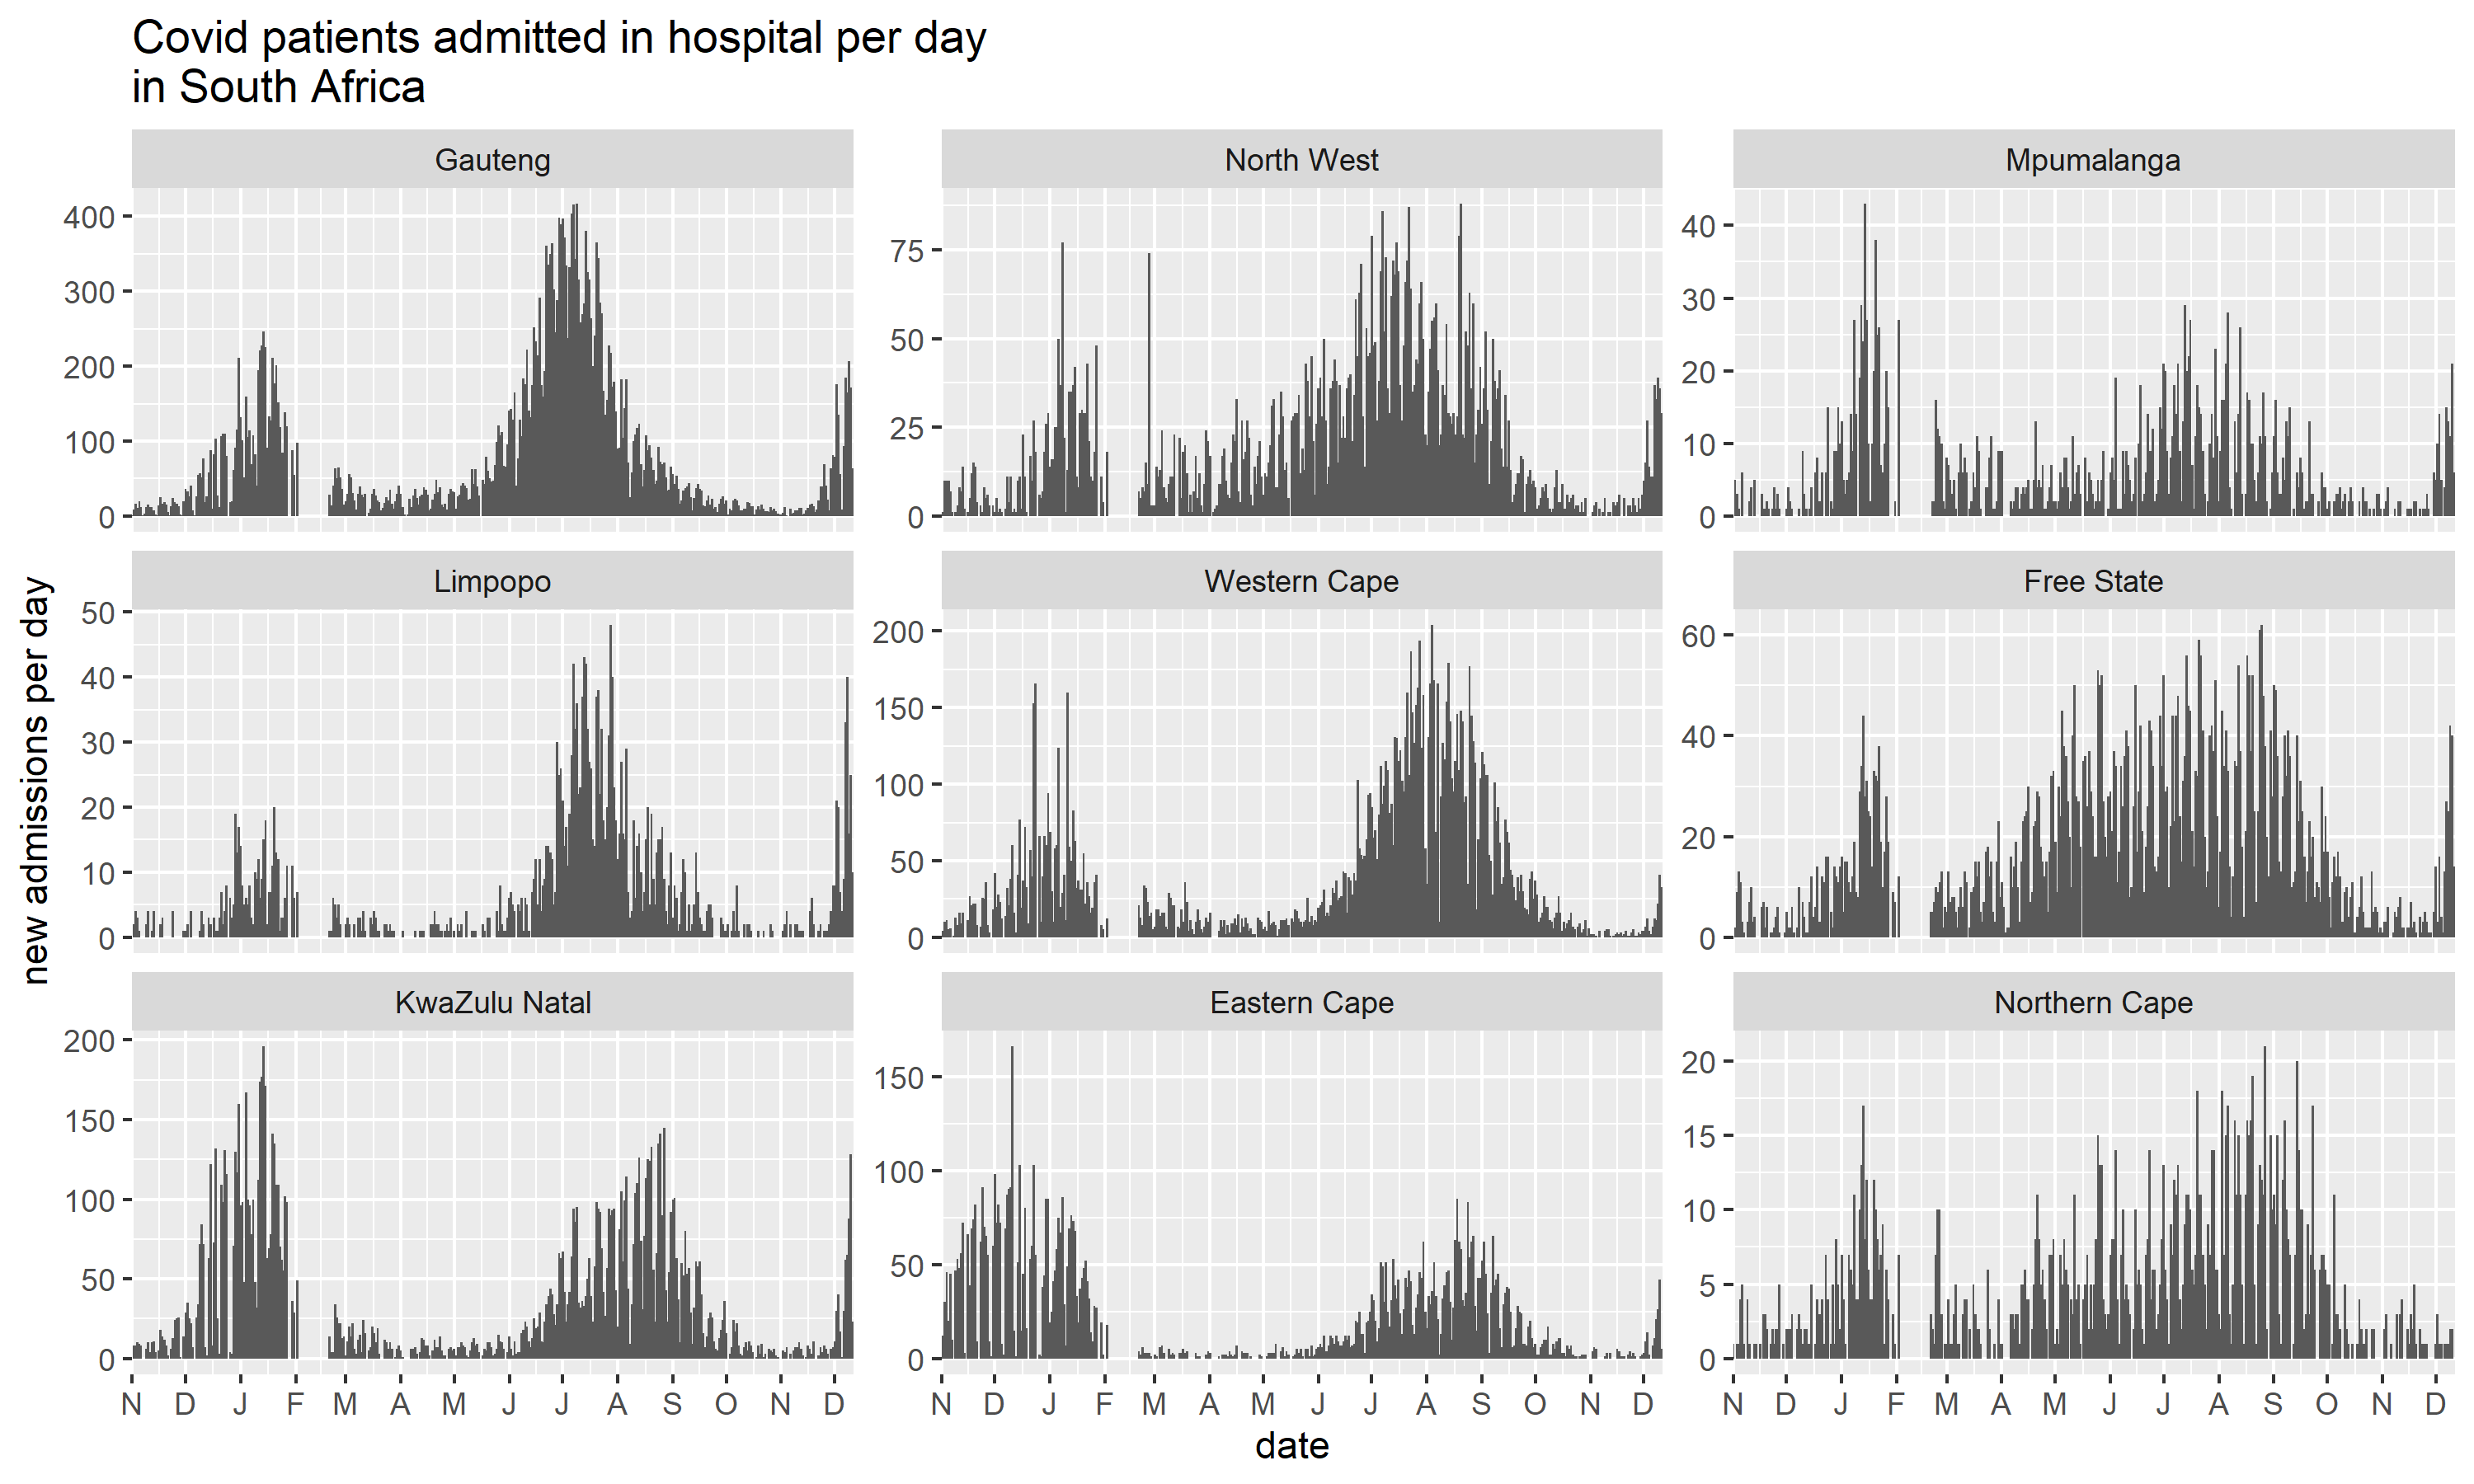 Covid patients admitted in hospital per day
in South Africa
Gauteng
North West
Mpumalanga
400
300
200
100
0
75
50
25
0
40
30
20
10
0
Limpopo
Western Cape
Free State
50
40
30
20
10
0
200
150
100
50
0
60
40
20
0
KwaZulu Natal
Eastern Cape
Northern Cape
200
150
100
50
0
150
100
50
0
20
15
10
5
0
N D J F M A M J J A S O N D
N D J F M A M J J A S O N D
N D J F M A M J J A S O N D
new admissions per day
date